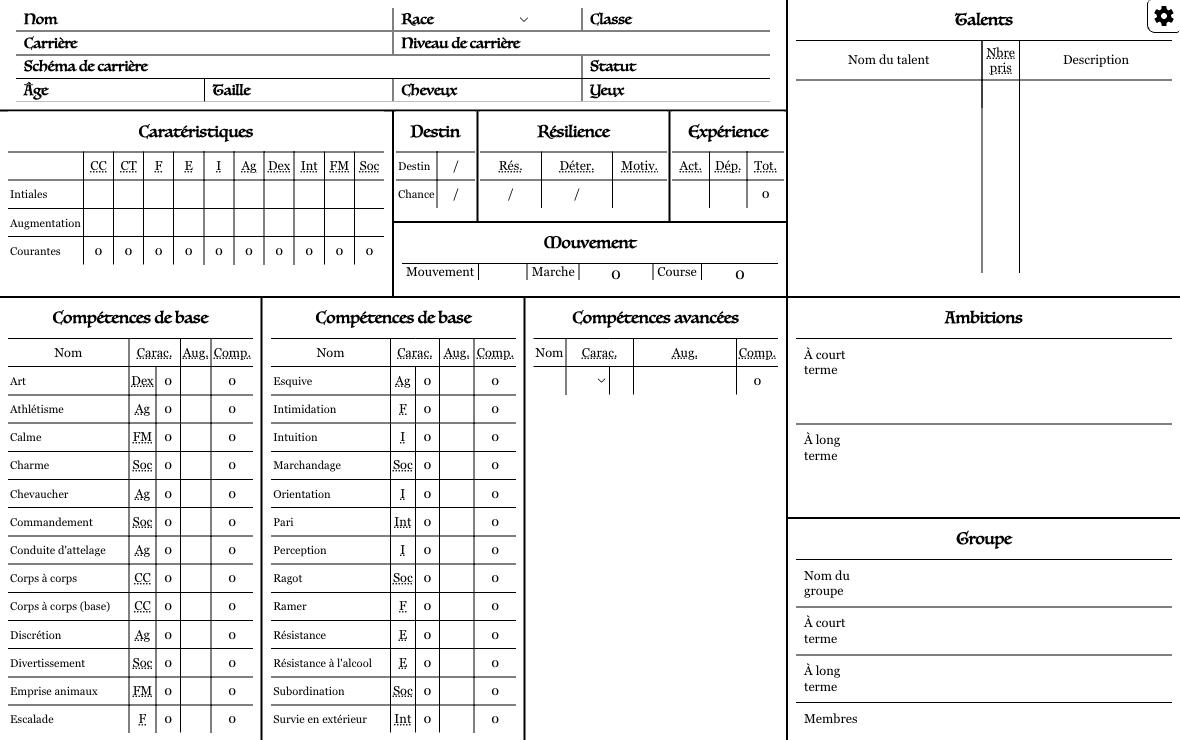 Nom Race Classe
Carrière Niveau de carrière
Schéma de carrière Statut
Âge Taille Cheveux Yeux
Caratéristiques
CC CT F E I Ag Dex Int FM Soc
Intiales
Augmentation
Courantes 0 0 0 0 0 0 0 0 0 0
Destin
Destin /
Chance /
Résilience
Rés. Déter. Motiv.
/ /
Expérience
Act. Dép. Tot.
0
Mouvement
Mouvement Marche 0 Course 0
Talents
Nom du talent Nbre pris Description
Compétences de base
Nom Carac. Aug. Comp.
Art Dex 0 0
Athlétisme Ag 0 0
Calme FM 0 0
Charme Soc 0 0
Chevaucher Ag 0 0
Commandement Soc 0 0
Conduite d'attelage Ag 0 0
Corps à corps CC 0 0
Corps à corps (base) CC 0 0
Discrétion Ag 0 0
Divertissement Soc 0 0
Emprise animaux FM 0 0
Escalade F 0 0
Compétences de base
Nom Carac. Aug. Comp.
Esquive Ag 0 0
Intimidation F 0 0
Intuition I 0 0
Marchandage Soc 0 0
Orientation I 0 0
Pari Int 0 0
Perception I 0 0
Ragot Soc 0 0
Ramer F 0 0
Résistance E 0 0
Résistance à l'alcool E 0 0
Subordination Soc 0 0
Survie en extérieur Int 0 0
Compétences avancées
Nom Carac. Aug. Comp.
0
Ambitions
À court
terme
À long
terme
Groupe
Nom du
groupe
À court
terme
À long
terme
Membres